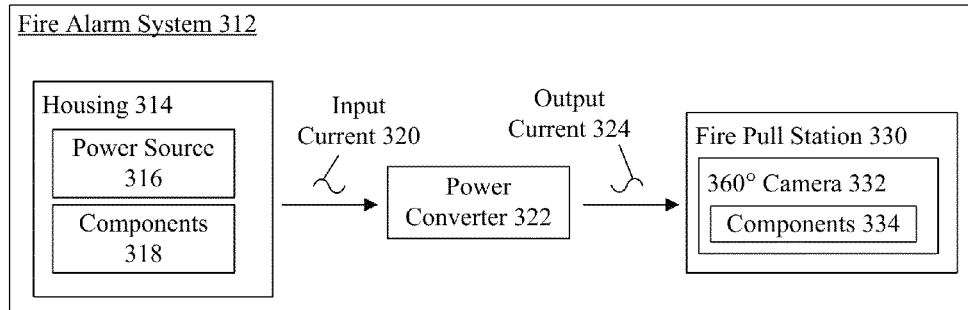 Fire Alarm System 312
Housing 314
Power Source
316
Components
318
Input
Current 320
Power
Converter 322
Output
Current 324
Fire Pull Station 330
360° Camera 332
Components 334